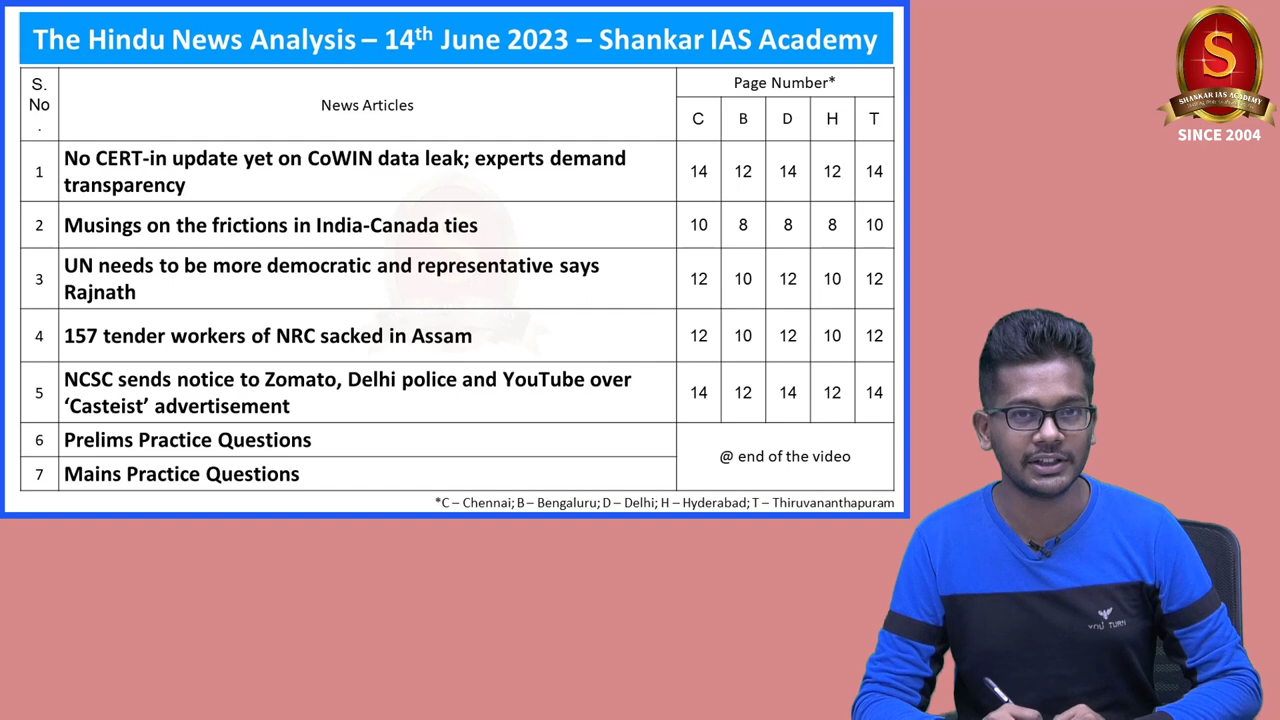 The Hindu News Analysis – 14th June 2023 – Shankar IAS Academy
S. No . News Articles Page Number*
C B D H T
1 No CERT-in update yet on CoWIN data leak; experts demand transparency 14 12 14 12 14
2 Musings on the frictions in India-Canada ties 10 8 8 8 10
3 UN needs to be more democratic and representative says Rajnath 12 10 12 10 12
4 157 tender workers of NRC sacked in Assam 12 10 12 10 12
5 NCSC sends notice to Zomato, Delhi police and YouTube over ‘Casteist’ advertisement 14 12 14 12 14
6 Prelims Practice Questions @ end of the video
7 Mains Practice Questions
*C – Chennai; B – Bengaluru; D – Delhi; H – Hyderabad; T – Thiruvananthapuram
S
SHANKAR IAS ACADEMY
SINCE 2004
YOU TURN